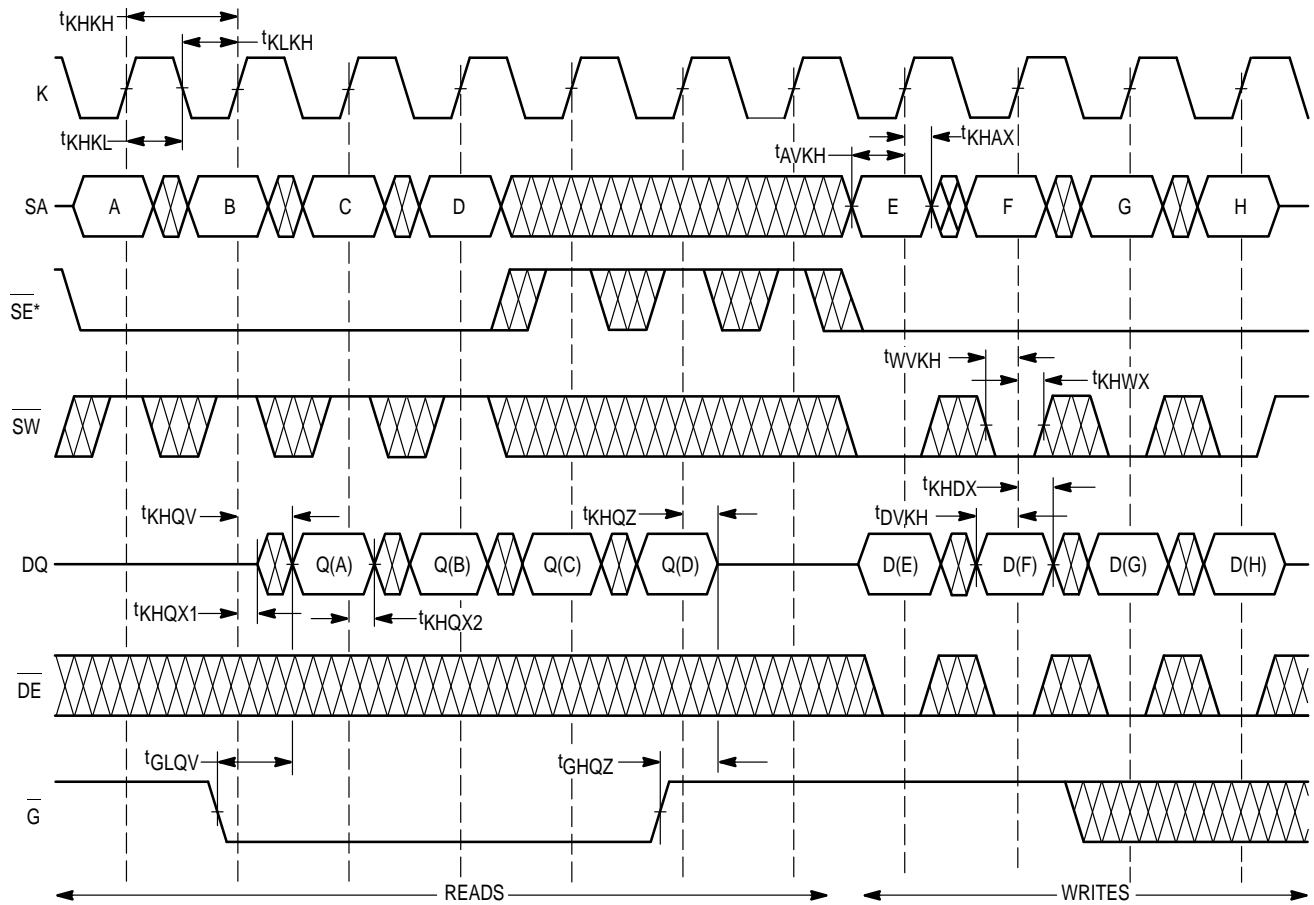 tKHKH
tKLKH
K
tKHKL
tAVKH
tKHAX
SA A B C D E F G H
SE*
tWVKH
tKHWX
SW
tKHDX
tKHQV
tKHQZ
tDVKH
DQ Q(A) Q(B) Q(C) Q(D) D(E) D(F) D(G) D(H)
tKHQX1
tKHQX2
DE
tGLQV
tGHQZ
G
READS WRITES